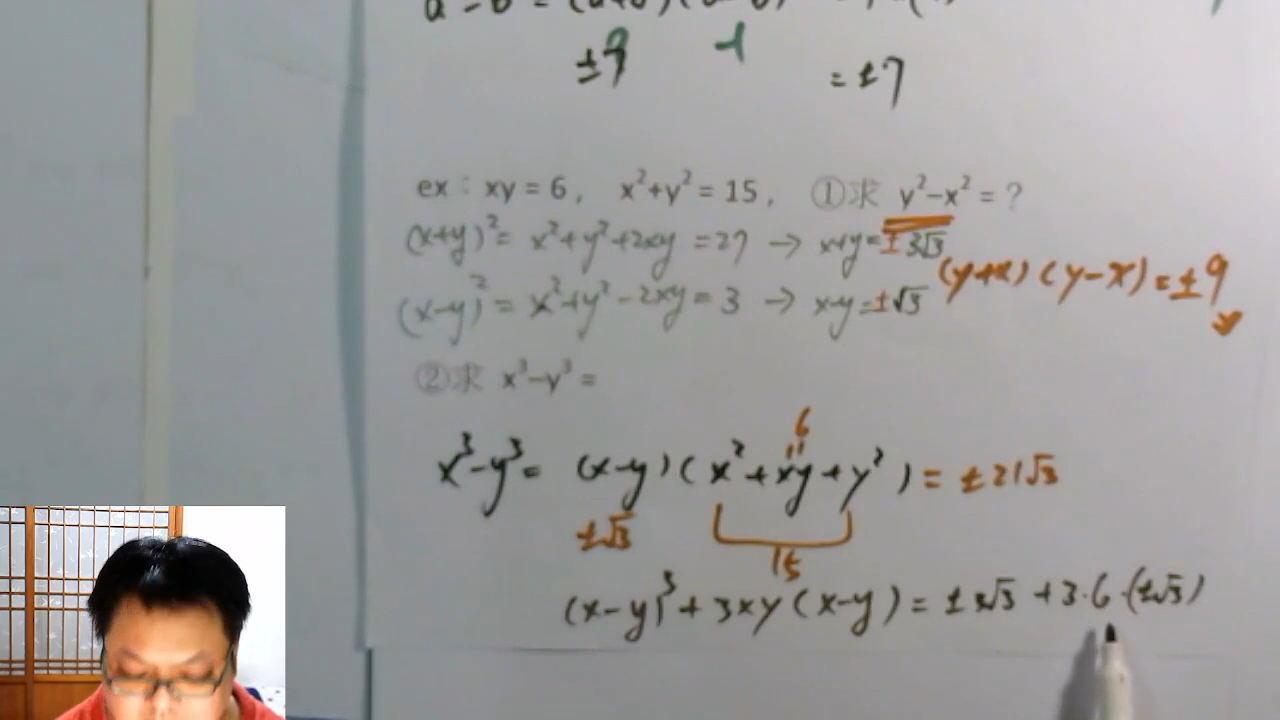 ±9 -1 = ±7
ex：xy = 6， x²+y² = 15， ①求 y²−x² = ?
(x+y)² = x²+y²+2xy = 27 → x+y = ± 3√3
(y+x)(y−x) = ±9
(x−y)² = x²+y²−2xy = 3 → x−y = ±√3
②求 x³−y³ =
6
x³−y³ = (x−y)(x²+xy+y²) = ±21√3
±√3 15
(x−y)³+3xy(x−y) = ±3√3 +3·6·(±√3)